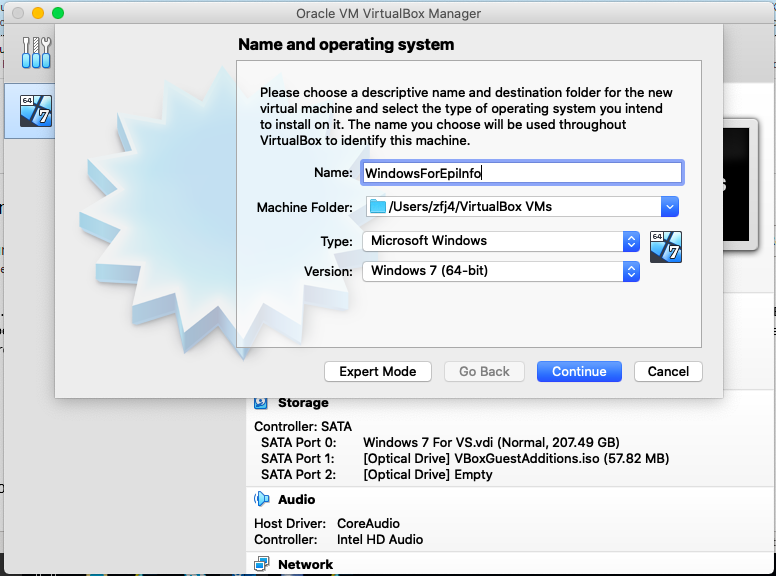 Oracle VM VirtualBox Manager
Name and operating system
Please choose a descriptive name and destination folder for the new
virtual machine and select the type of operating system you intend
to install on it. The name you choose will be used throughout
VirtualBox to identify this machine.
Name: WindowsForEpiInfo
Machine Folder: /Users/zfj4/VirtualBox VMs
Type: Microsoft Windows
64 7
Version: Windows 7 (64-bit)
64 7
Expert Mode Go Back Continue Cancel
Storage
Controller: SATA
SATA Port 0: Windows 7 For VS.vdi (Normal, 207.49 GB)
SATA Port 1: [Optical Drive] VBoxGuestAdditions.iso (57.82 MB)
SATA Port 2: [Optical Drive] Empty
Audio
Host Driver: CoreAudio
Controller: Intel HD Audio
Network